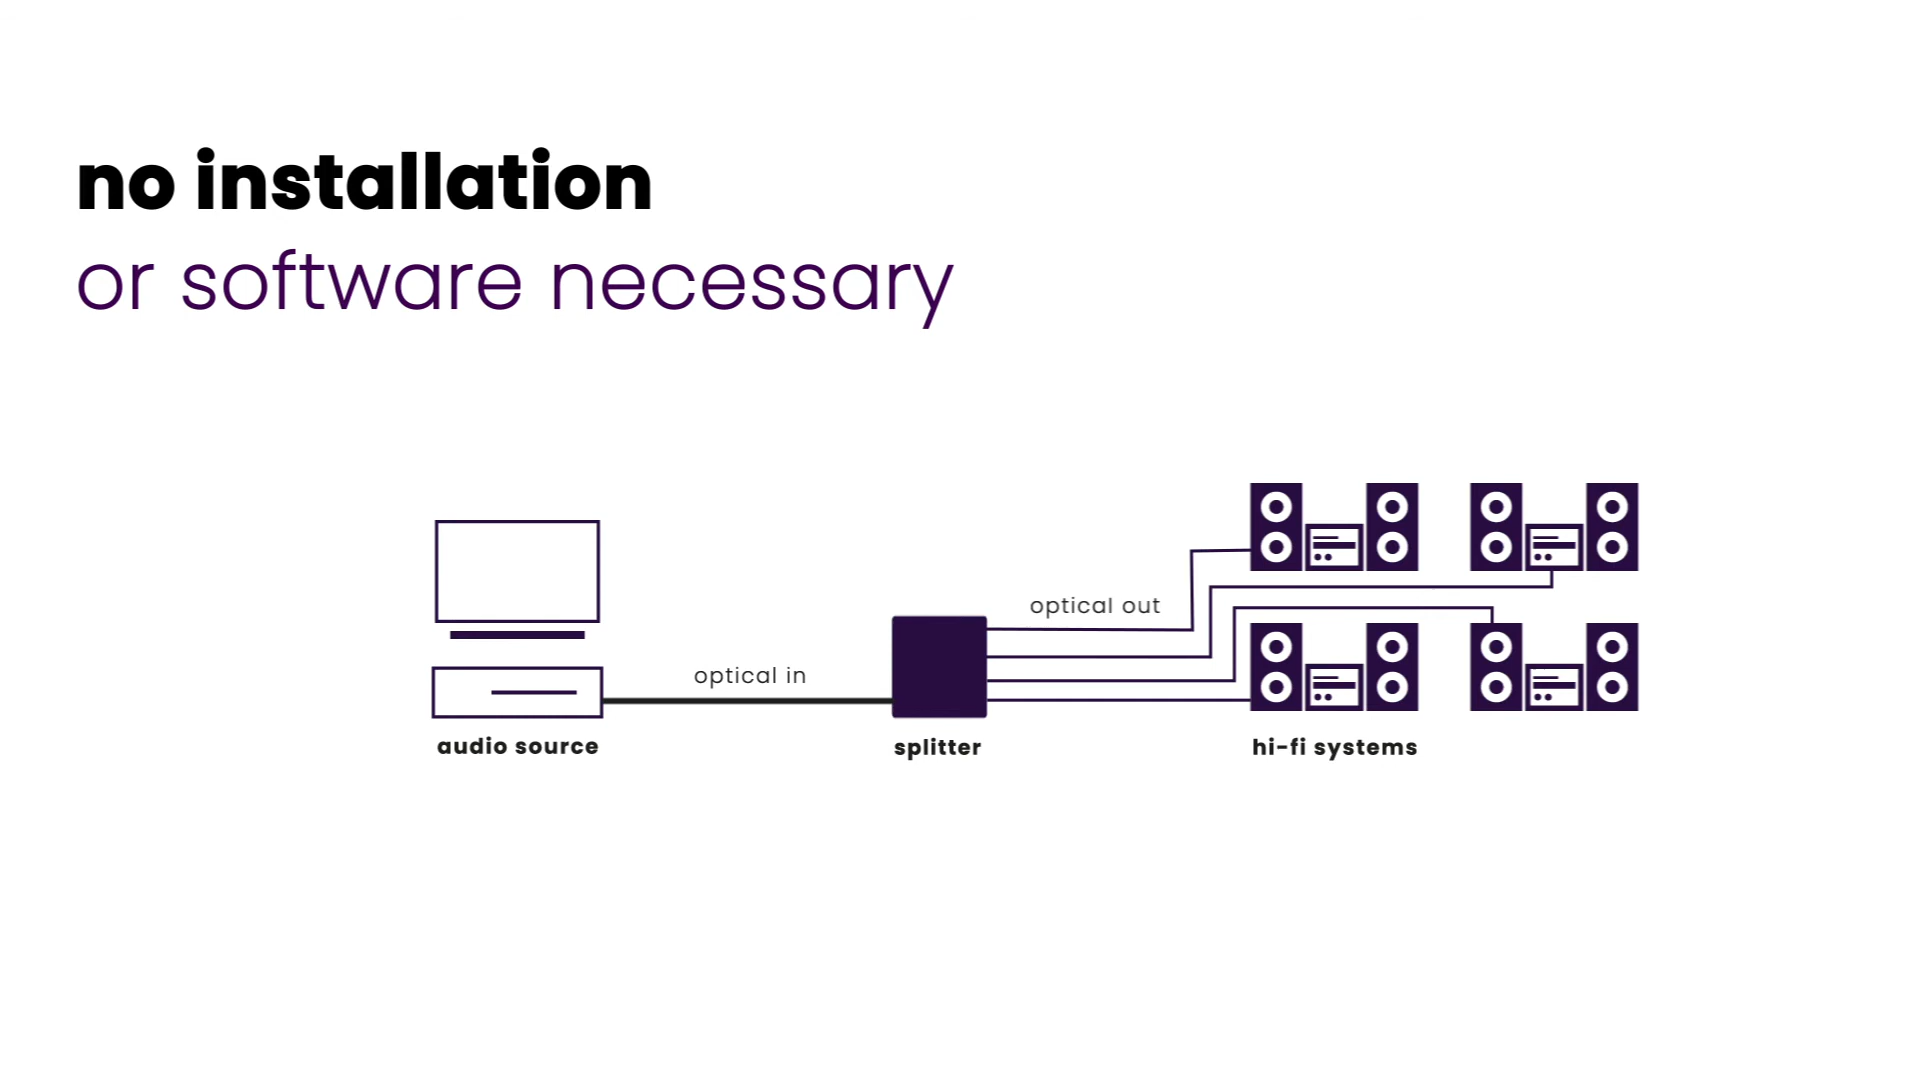 no installation
or software necessary
optical out
optical in
audio source
splitter
hi-fi systems